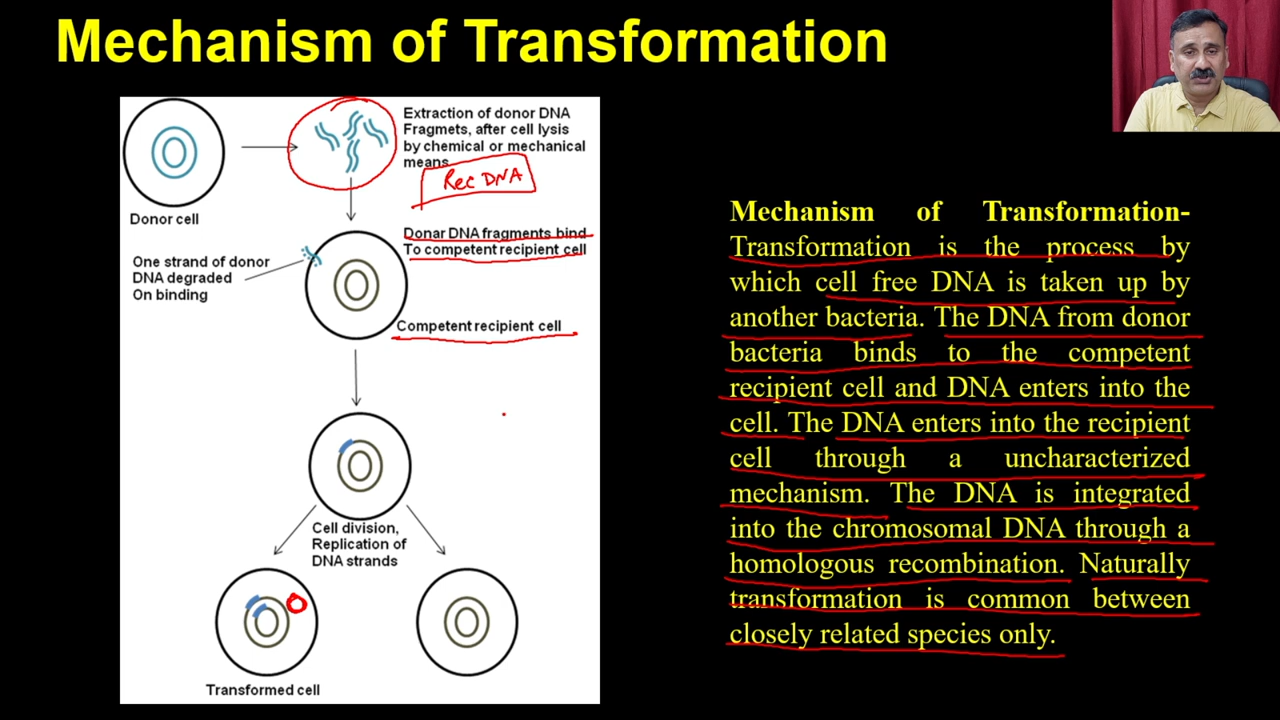 Mechanism of Transformation
Extraction of donor DNA
Fragmets, after cell lysis
by chemical or mechanical
means
Rec DNA
Donor cell
Donar DNA fragments bind
To competent recipient cell
One strand of donor
DNA degraded
On binding
Competent recipient cell
Cell division,
Replication of
DNA strands
Transformed cell
Mechanism of Transformation-
Transformation is the process by
which cell free DNA is taken up by
another bacteria. The DNA from donor
bacteria binds to the competent
recipient cell and DNA enters into the
cell. The DNA enters into the recipient
cell through a uncharacterized
mechanism. The DNA is integrated
into the chromosomal DNA through a
homologous recombination. Naturally
transformation is common between
closely related species only.